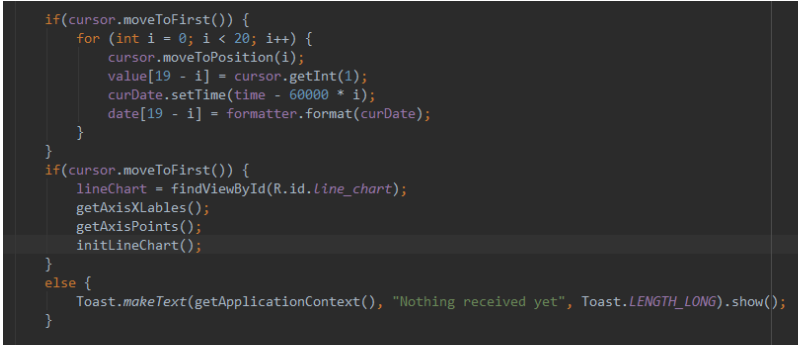 if(cursor.moveToFirst()) {
for (int i = 0; i < 20; i++) {
cursor.moveToPosition(i);
value[19 - i] = cursor.getInt(1);
curDate.setTime(time - 60000 * i);
date[19 - i] = formatter.format(curDate);
}
}
if(cursor.moveToFirst()) {
lineChart = findViewById(R.id.line_chart);
getAxisXLables();
getAxisPoints();
initLineChart();
}
else {
Toast.makeText(getApplicationContext(), "Nothing received yet", Toast.LENGTH_LONG).show();
}